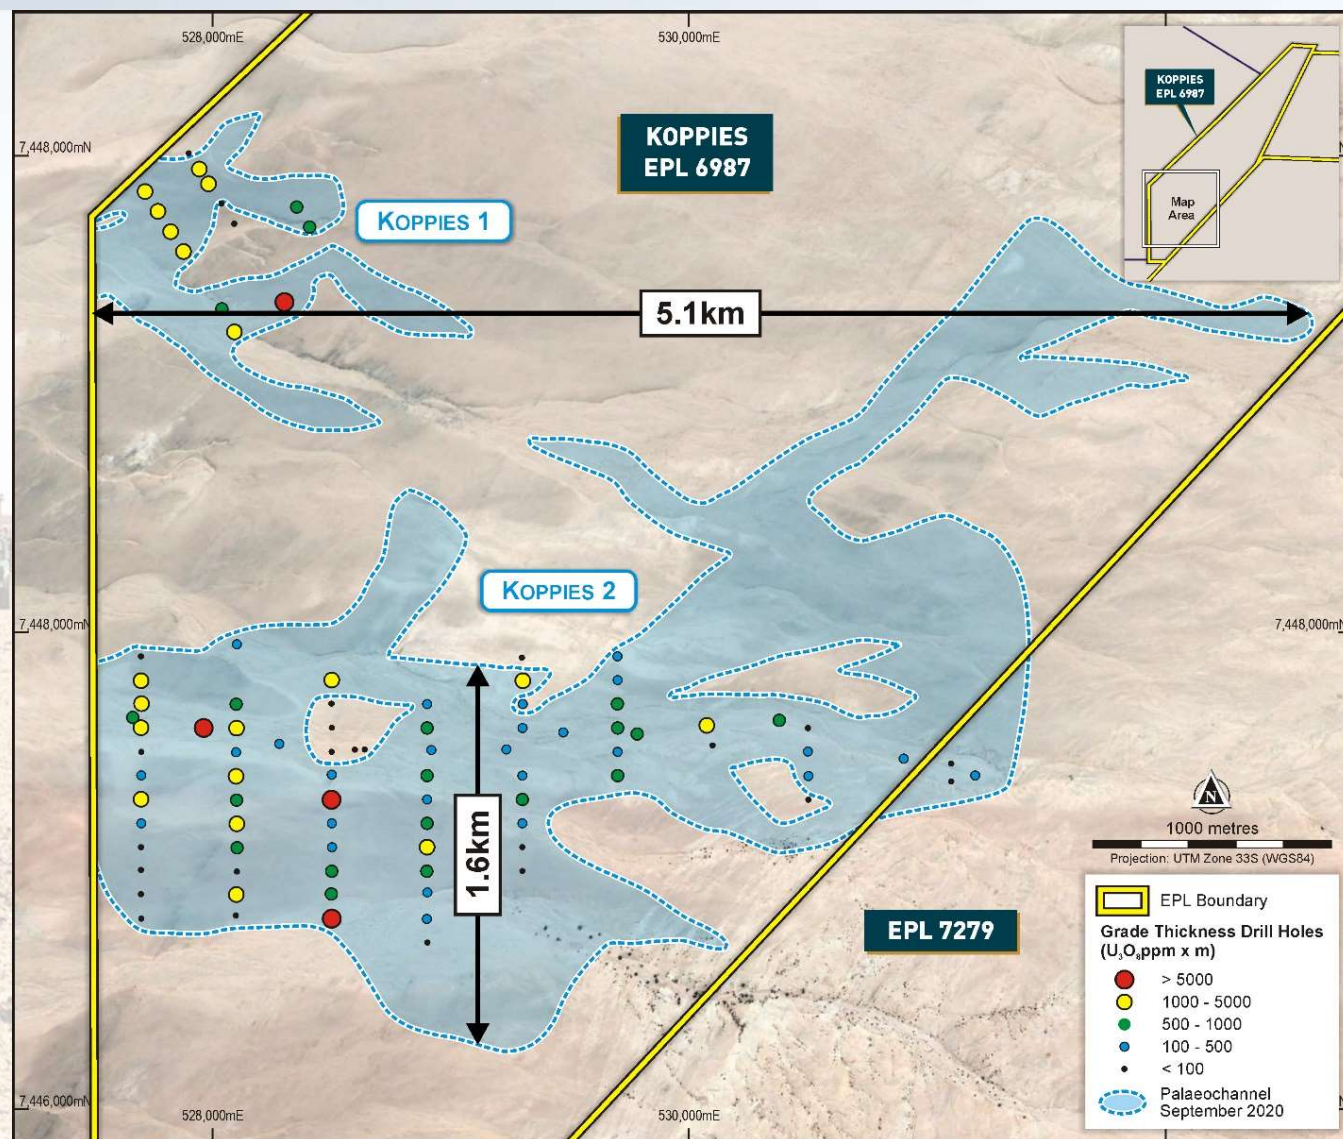 528,000mE
530,000mE
KOPPIES
EPL 6987
KOPPIES
EPL 6987
7,448,000mN
Map
Area
KOPPIES 1
5.1km
KOPPIES 2
7,448,000mN
7,448,000mN
1.6km
N
1000 metres
Projection: UTM Zone 33S (WGS84)
EPL 7279
EPL Boundary
Grade Thickness Drill Holes
(U₃O₈ppm x m)
> 5000
1000 - 5000
500 - 1000
100 - 500
< 100
Palaeochannel
September 2020
7,446,000mN
528,000mE
530,000mE